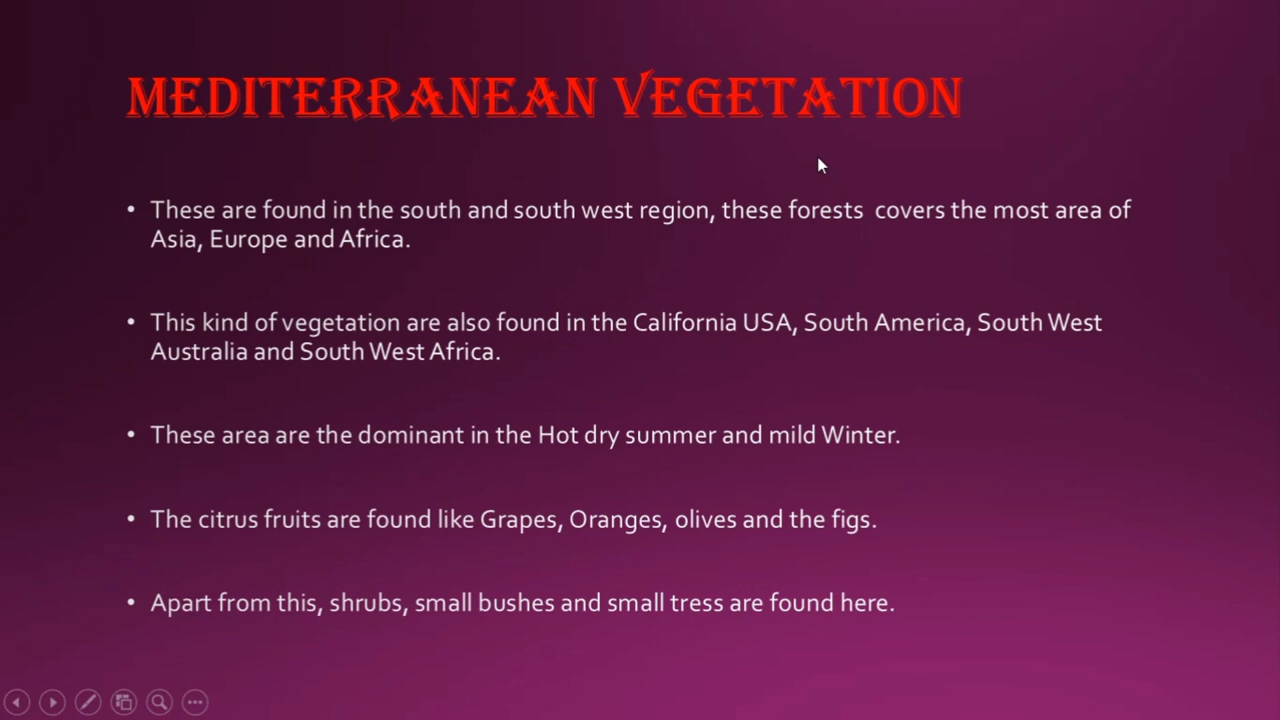 MEDITERRANEAN VEGETATION
• These are found in the south and south west region, these forests  covers the most area of
Asia, Europe and Africa.
• This kind of vegetation are also found in the California USA, South America, South West
Australia and South West Africa.
• These area are the dominant in the Hot dry summer and mild Winter.
• The citrus fruits are found like Grapes, Oranges, olives and the figs.
• Apart from this, shrubs, small bushes and small tress are found here.